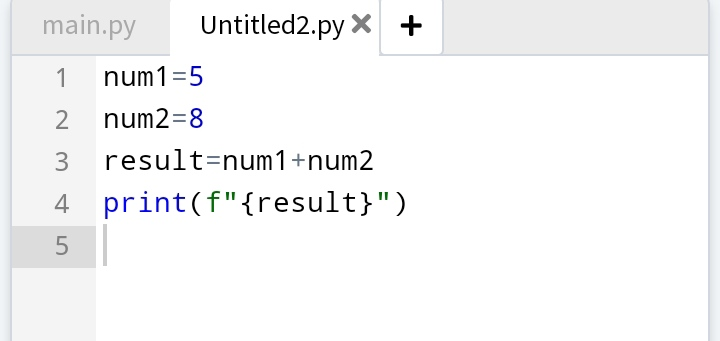 main.py Untitled2.py × +
1 num1=5
2 num2=8
3 result=num1+num2
4 print(f"{result}")
5